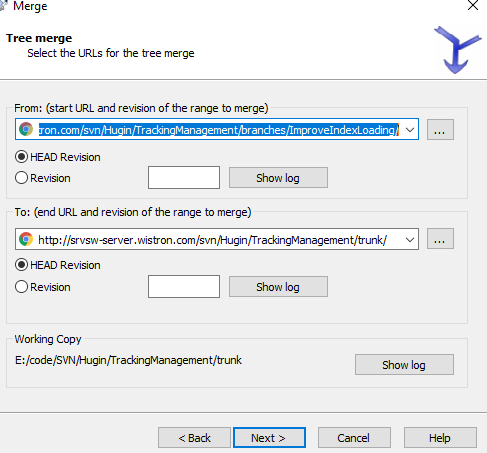 Merge
Tree merge
Select the URLs for the tree merge
From: (start URL and revision of the range to merge)
tron.com/svn/Hugin/TrackingManagement/branches/ImproveIndexLoading/
...
HEAD Revision
Revision
Show log
To: (end URL and revision of the range to merge)
http://srvsw-server.wistron.com/svn/Hugin/TrackingManagement/trunk/
...
HEAD Revision
Revision
Show log
Working Copy
E:/code/SVN/Hugin/TrackingManagement/trunk
Show log
< Back
Next >
Cancel
Help